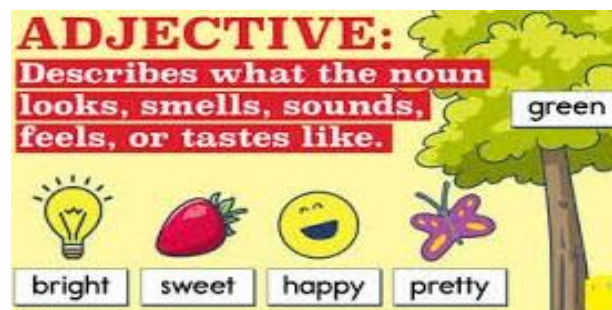 ADJECTIVE:
Describes what the noun
looks, smells, sounds,
feels, or tastes like.
green
bright
sweet
happy
pretty